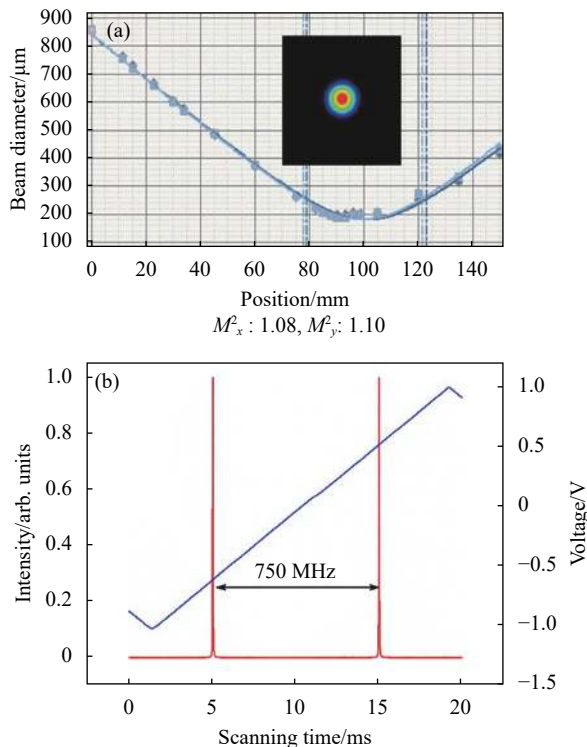 (a)
900
800
700
600
500
400
300
200
100
Beam diameter/μm
0 20 40 60 80 100 120 140
Position/mm
M²ₓ : 1.08, M²ᵧ: 1.10
(b)
1.0
0.8
0.6
0.4
0.2
0
Intensity/arb. units
750 MHz
1.0
0.5
0
−0.5
−1.0
−1.5
Voltage/V
0 5 10 15 20
Scanning time/ms